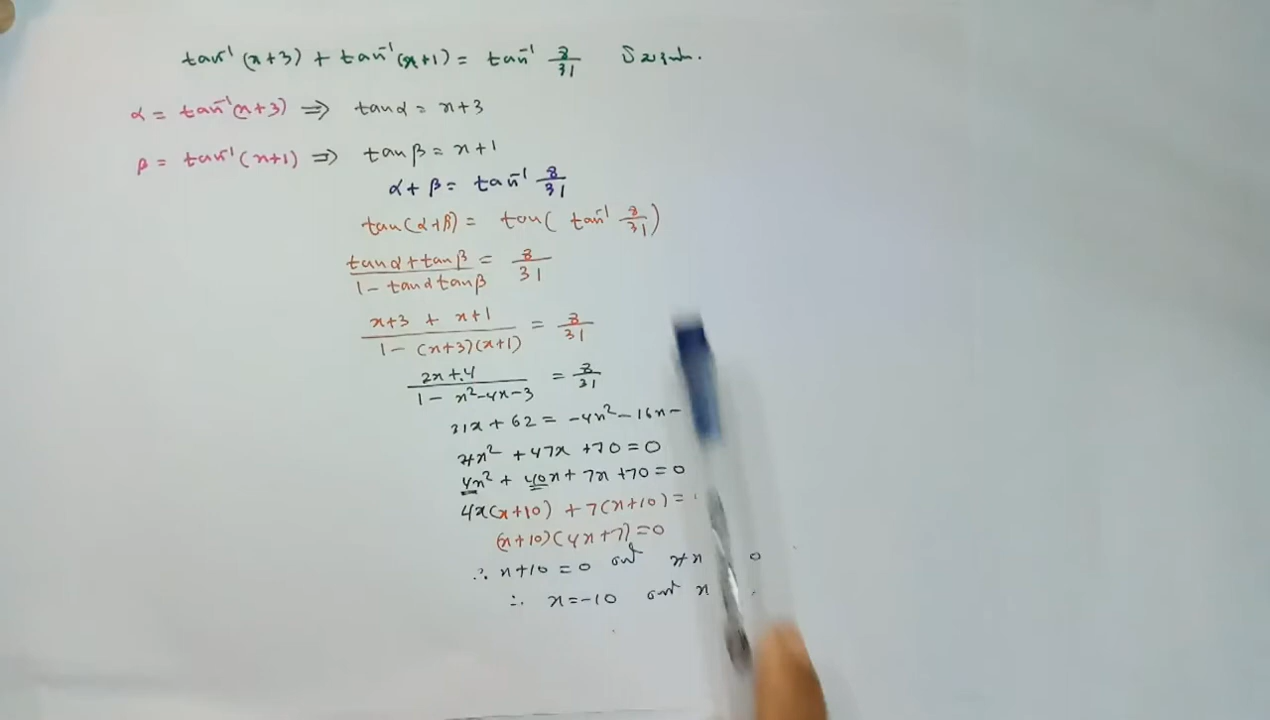 tan⁻¹(x+3) + tan⁻¹(x+1) = tan⁻¹ 8/31
α = tan⁻¹(x+3) ⇒ tanα = x+3
β = tan⁻¹(x+1) ⇒ tanβ = x+1
α+β = tan⁻¹ 8/31
tan(α+β) = tan( tan⁻¹ 8/31 )
(tanα+tanβ)/(1-tanαtanβ) = 8/31
(x+3 + x+1)/(1-(x+3)(x+1)) = 8/31
(2x+4)/(1-x²-4x-3) = 8/31
31x+62 = -4x²-16x-
4x² +47x +70=0
4x² + 40x+ 7x +70=0
4x(x+10) +7(x+10)=
(x+10)(4x+7)=0
∴ x+10=0 0
∴ x=-10 x